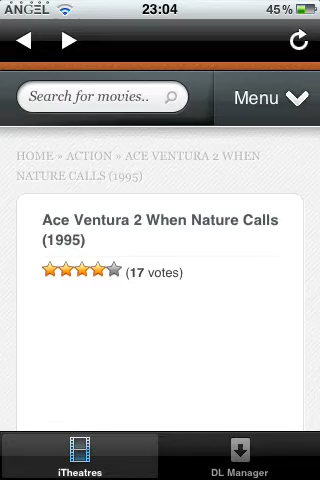 ANGEL 23:04 45%
Search for movies.. Menu
HOME » ACTION » ACE VENTURA 2 WHEN
NATURE CALLS (1995)
Ace Ventura 2 When Nature Calls
(1995)
(17 votes)
iTheatres DL Manager